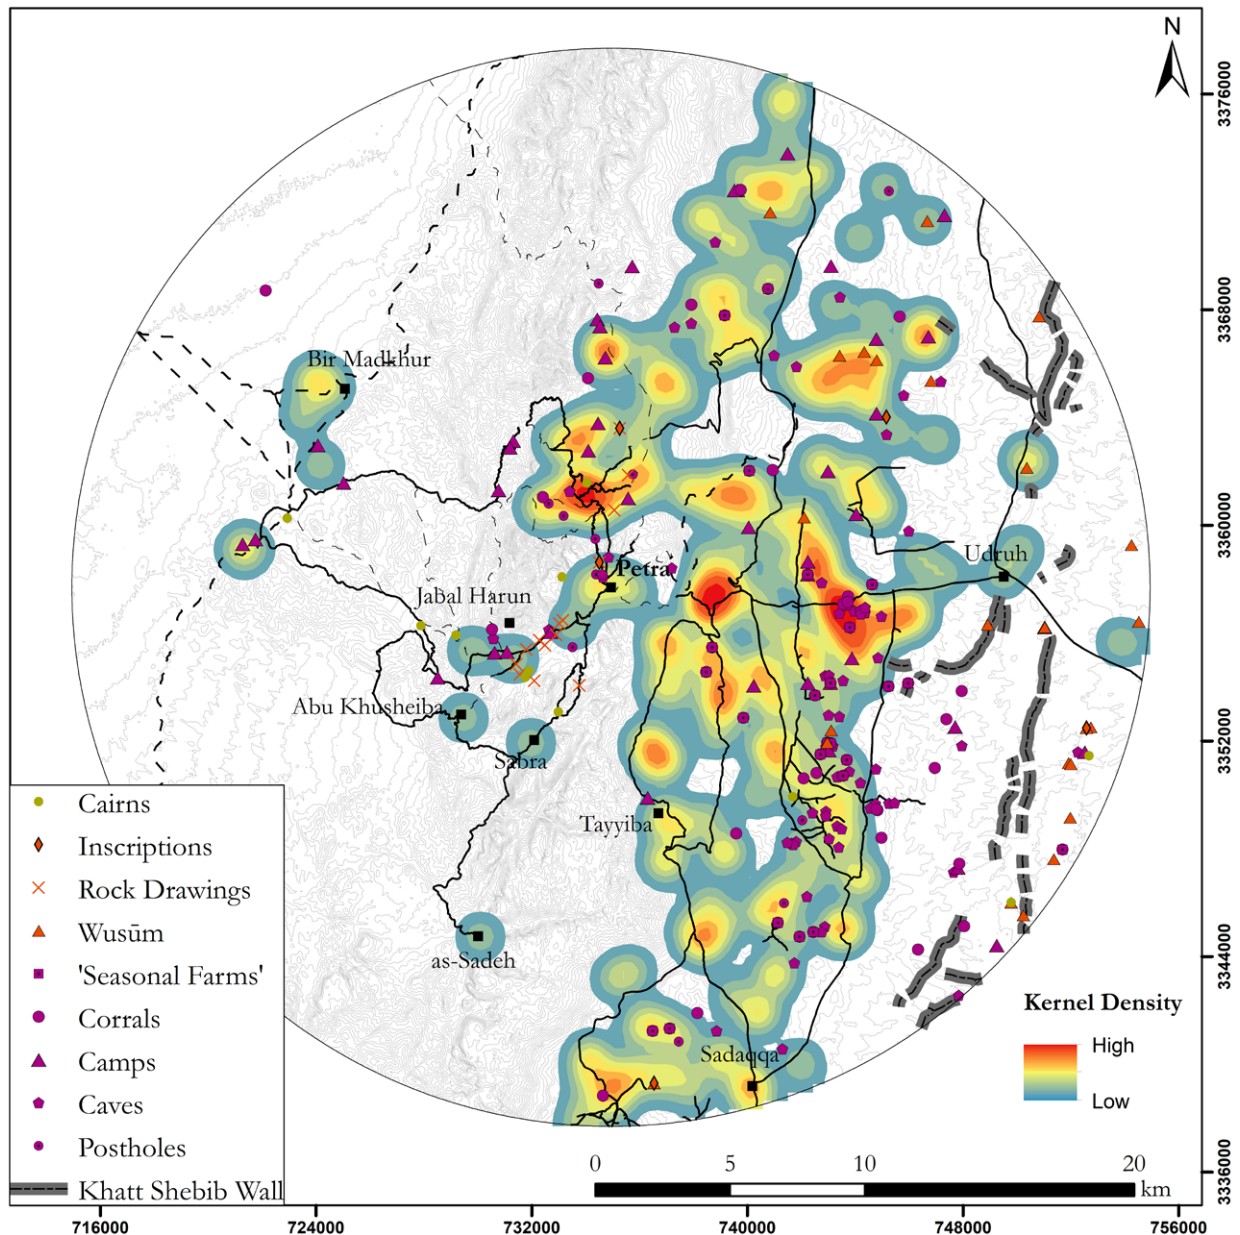 N
3376000
Bir Madkhur
3368000
Udruh
3360000
Petra
Jabal Harun
Abu Khusheiba
Sabra
3352000
Tayyiba
as-Sadeh
3344000
Sadaqqa
Cairns
Inscriptions
Rock Drawings
Wusūm
'Seasonal Farms'
Corrals
Camps
Caves
Postholes
Khatt Shebib Wall
Kernel Density
High
Low
0 5 10 20
km
3336000
716000 724000 732000 740000 748000 756000